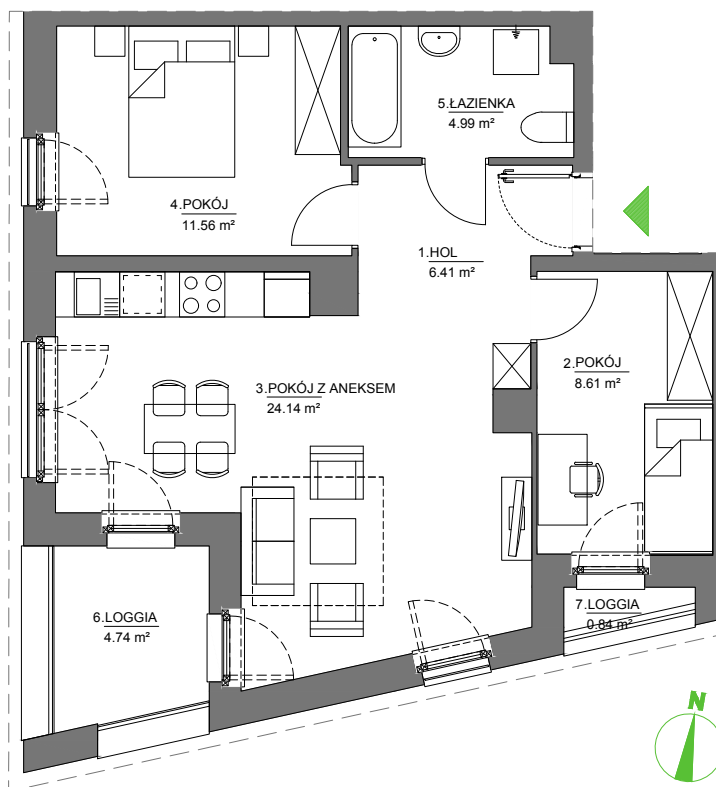 5.ŁAZIENKA
4.99 m²
4.POKÓJ
11.56 m²
1.HOL
6.41 m²
2.POKÓJ
8.61 m²
3.POKÓJ Z ANEKSEM
24.14 m²
6.LOGGIA
4.74 m²
7.LOGGIA
0.84 m²
N